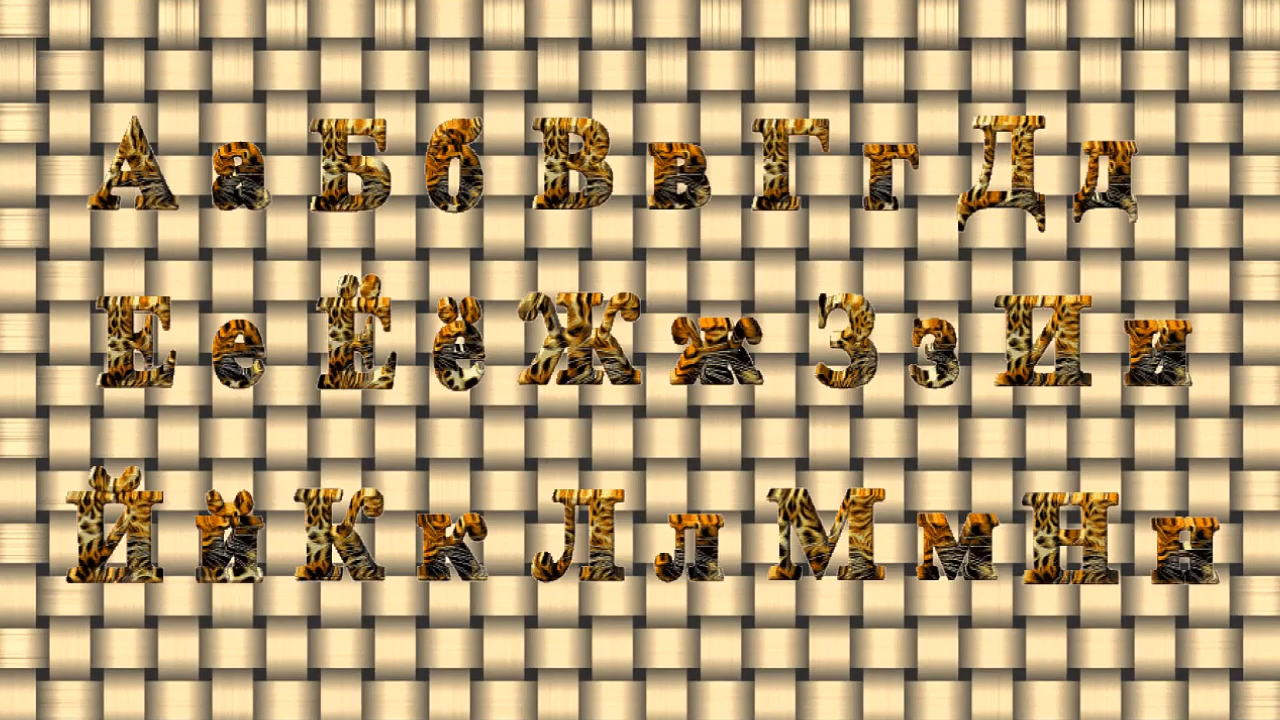 Аа Бб Вв Гг Дд
Ее Ёё Жж Зз Ии
Йй Кк Лл Мм Нн